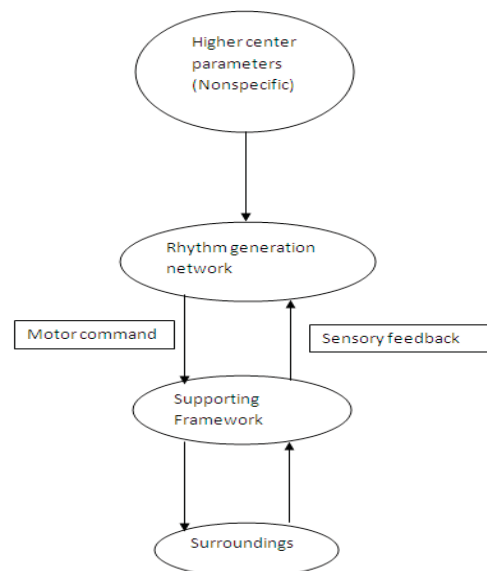 Higher center
parameters
(Nonspecific)
Rhythm generation
network
Motor command
Sensory feedback
Supporting
Framework
Surroundings